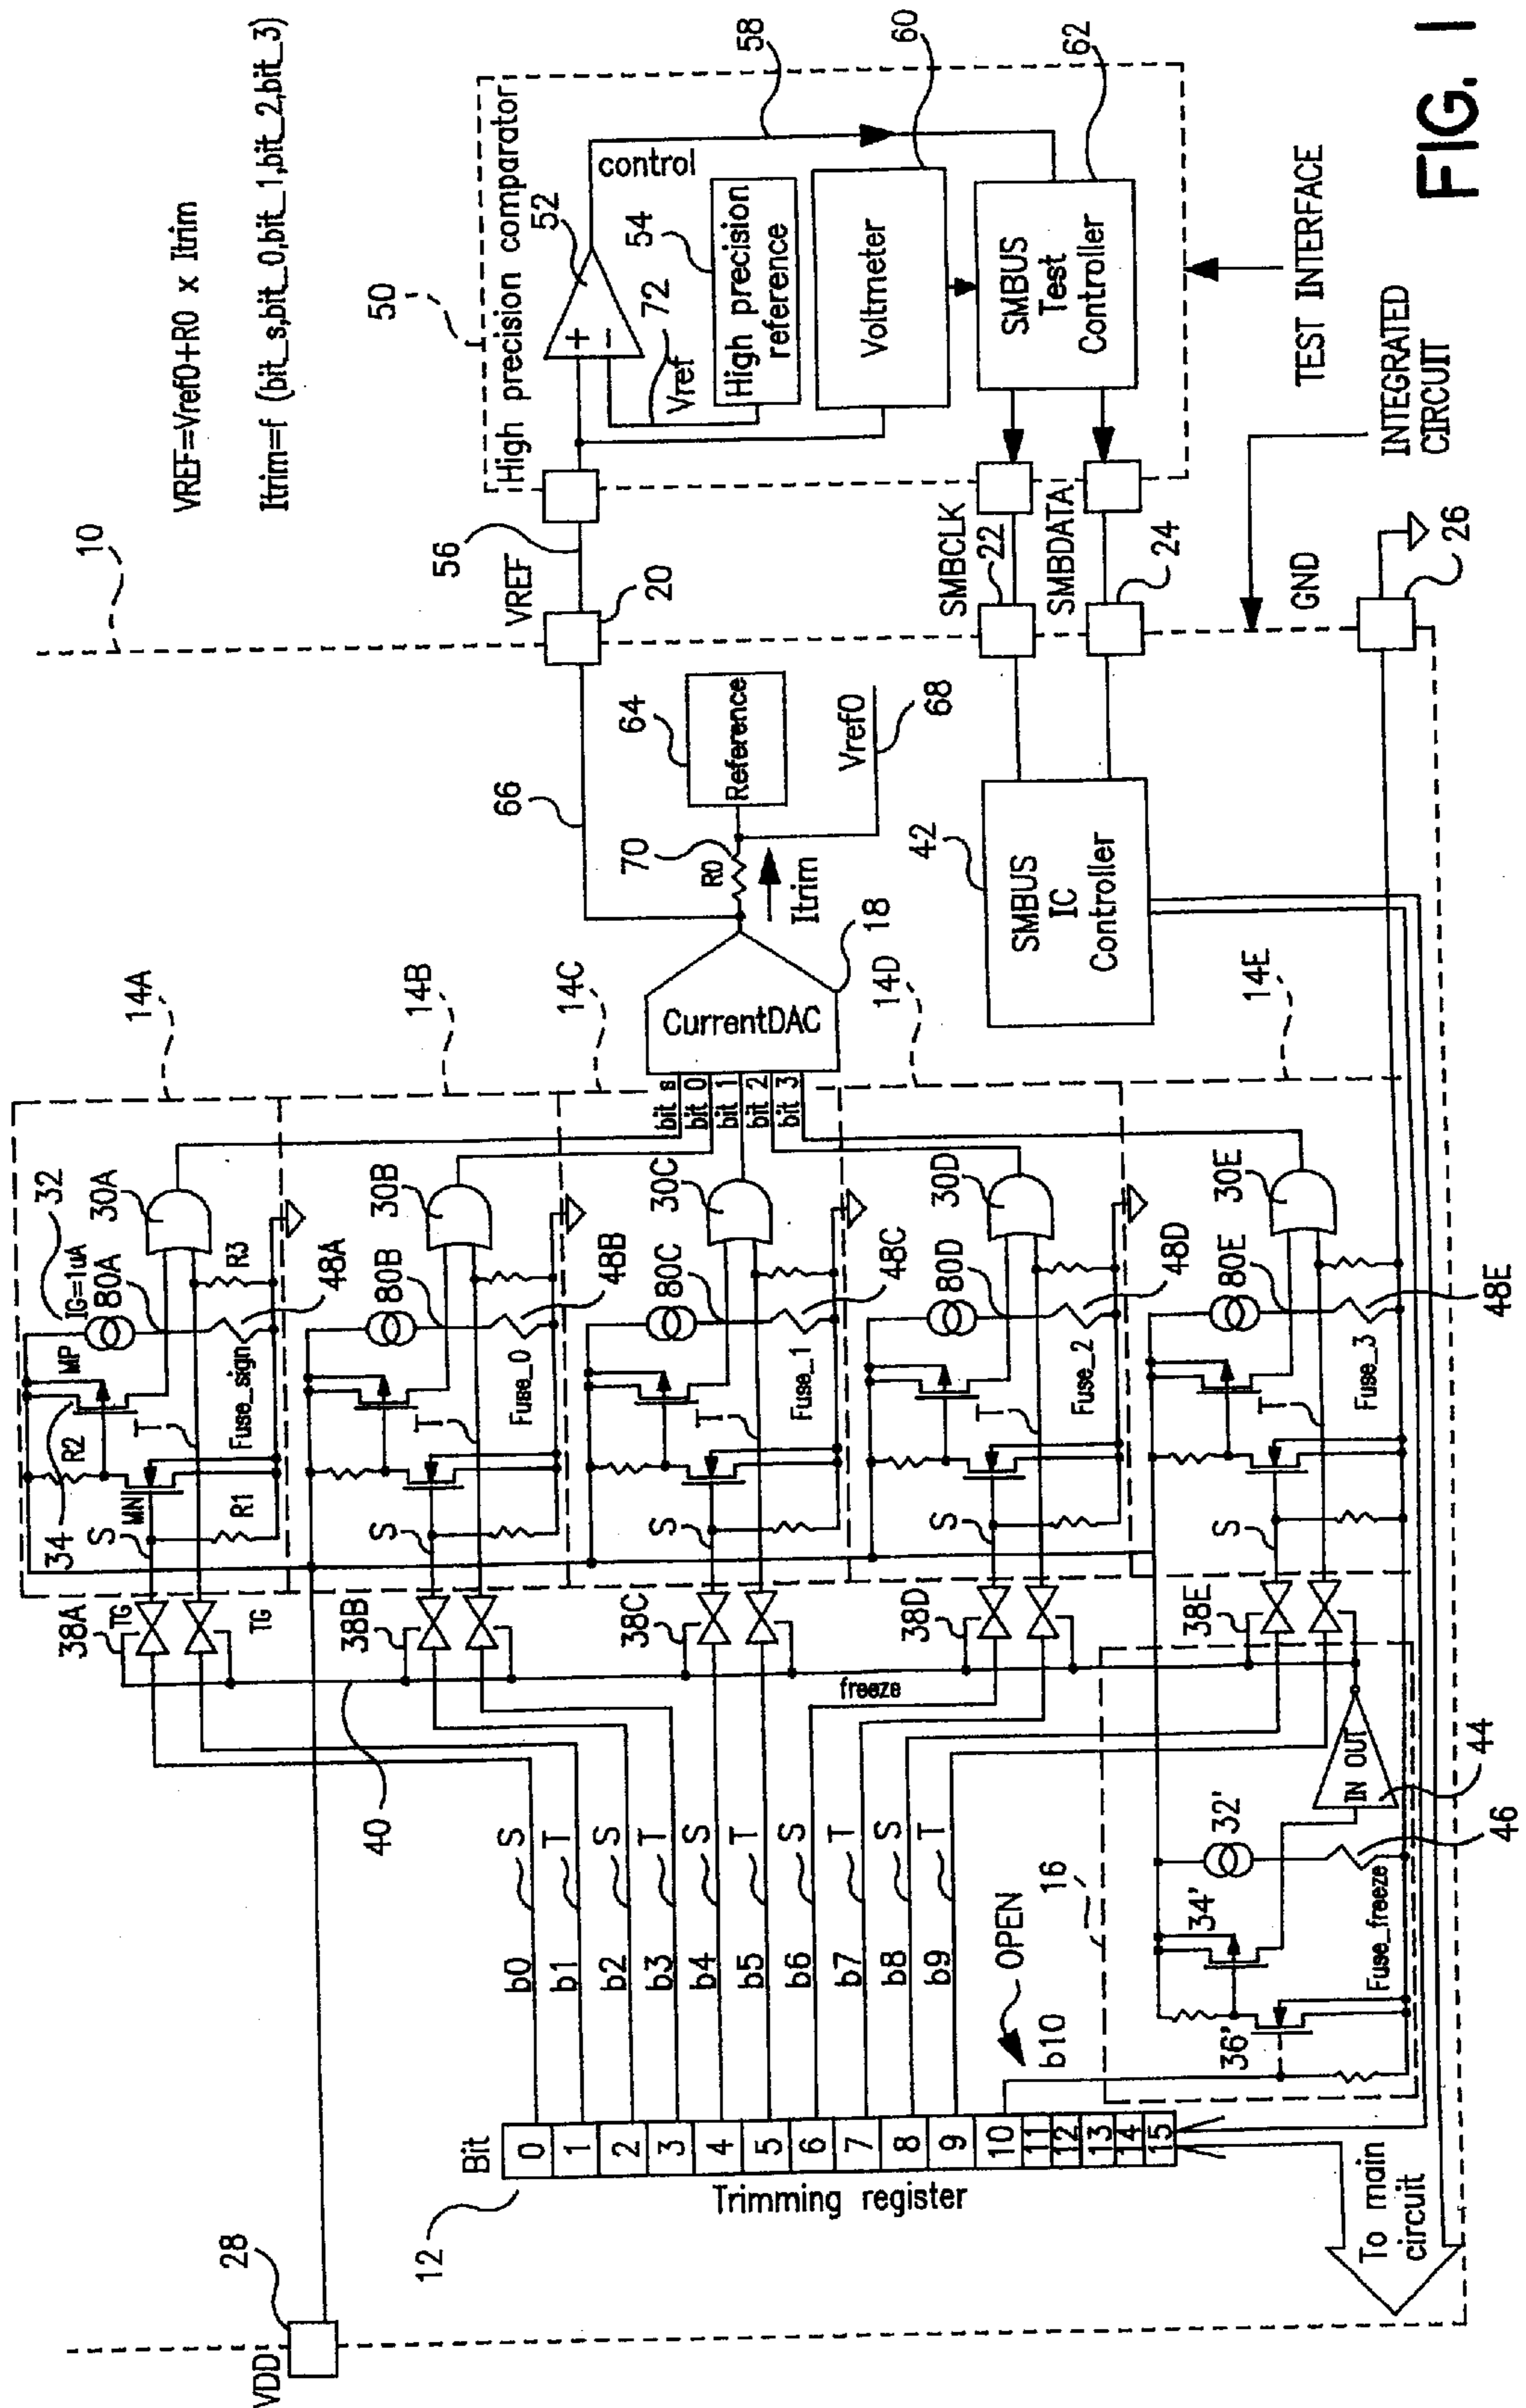 10
VREF=Vref0+R0 x Itrim
Itrim=f (bit_s,bit_0,bit_1,bit_2,bit_3)
VDD
28
14A
14B
14C
14D
14E
32
IG=1uA
30A
80A
MP
R3
48A
34
R2
T
Fuse_sign
S
MN
R1
38A
TG
TG
30B
80B
48B
T
Fuse_0
S
38B
30C
80C
48C
T
Fuse_1
S
38C
30D
80D
48D
T
Fuse_2
S
38D
30E
80E
48E
T
Fuse_3
S
38E
freeze
40
bit s
bit 0
bit 1
bit 2
bit 3
CurrentDAC
18
66
64
Reference
70
R0
Itrim
Vref0
68
VREF
20
56
50
High precision comparator
52
+
-
control
58
72
Vref
54
High precision
reference
60
Voltmeter
62
SMBUS
Test
Controller
TEST INTERFACE
SMBCLK
22
SMBDATA
24
42
SMBUS
IC
Controller
INTEGRATED
CIRCUIT
GND
26
12
Bit
0
1
2
3
4
5
6
7
8
9
10
11
12
13
14
15
Trimming register
b0
S
b1
T
b2
S
b3
T
b4
S
b5
T
b6
S
b7
T
b8
S
b9
T
b10
OPEN
16
36'
34'
32'
Fuse_freeze
46
IN OUT
44
To main
circuit
FIG. 1